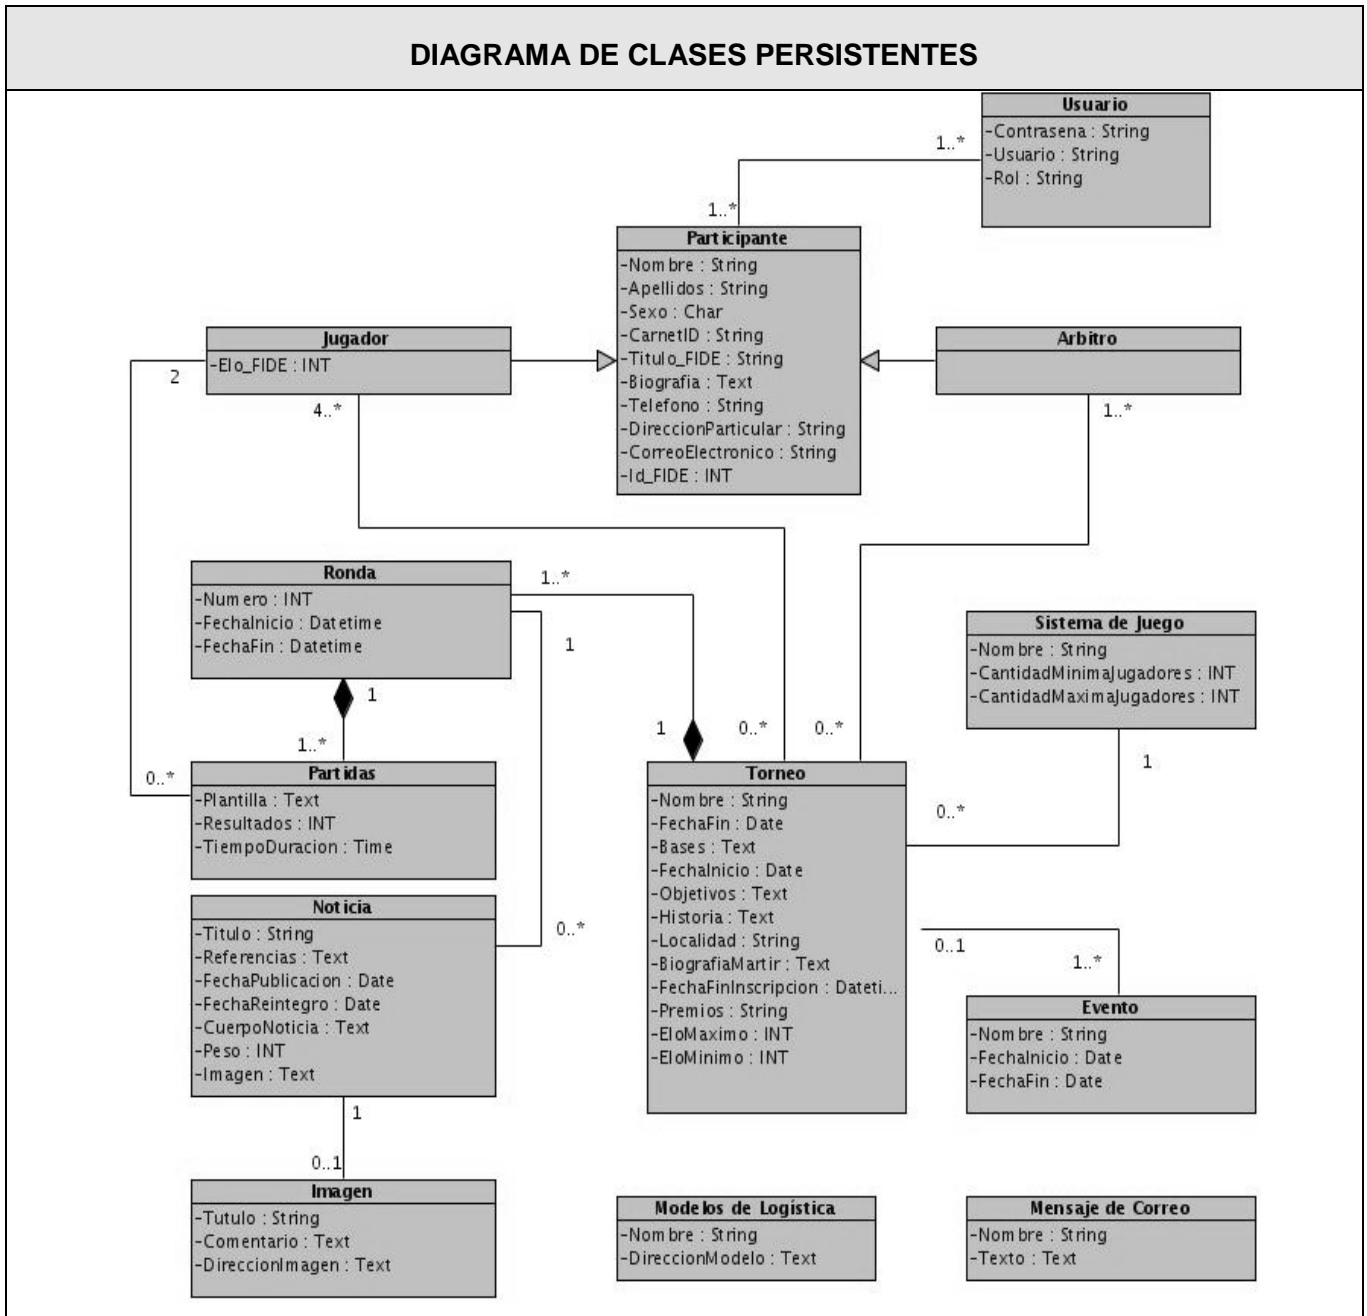 DIAGRAMA DE CLASES PERSISTENTES
Usuario
-Contrasena : String
-Usuario : String
-Rol : String
1..*
1..*
Participante
-Nombre : String
-Apellidos : String
-Sexo : Char
-CarnetID : String
-Titulo_FIDE : String
-Biografia : Text
-Telefono : String
-DireccionParticular : String
-CorreoElectronico : String
-Id_FIDE : INT
Jugador
-Elo_FIDE : INT
2
4..*
Arbitro
1..*
Ronda
-Numero : INT
-FechaInicio : Datetime
-FechaFin : Datetime
1..*
1
1
1..*
0..*
Partidas
-Plantilla : Text
-Resultados : INT
-TiempoDuracion : Time
Sistema de Juego
-Nombre : String
-CantidadMinimaJugadores : INT
-CantidadMaximaJugadores : INT
1
0..*
1
0..*
0..*
Torneo
-Nombre : String
-FechaFin : Date
-Bases : Text
-FechaInicio : Date
-Objetivos : Text
-Historia : Text
-Localidad : String
-BiografiaMartir : Text
-FechaFinInscripcion : Dateti...
-Premios : String
-EloMaximo : INT
-EloMinimo : INT
Noticia
-Titulo : String
-Referencias : Text
-FechaPublicacion : Date
-FechaReintegro : Date
-CuerpoNoticia : Text
-Peso : INT
-Imagen : Text
0..*
0..1
1..*
Evento
-Nombre : String
-FechaInicio : Date
-FechaFin : Date
1
0..1
Imagen
-Tutulo : String
-Comentario : Text
-DireccionImagen : Text
Modelos de Logística
-Nombre : String
-DireccionModelo : Text
Mensaje de Correo
-Nombre : String
-Texto : Text